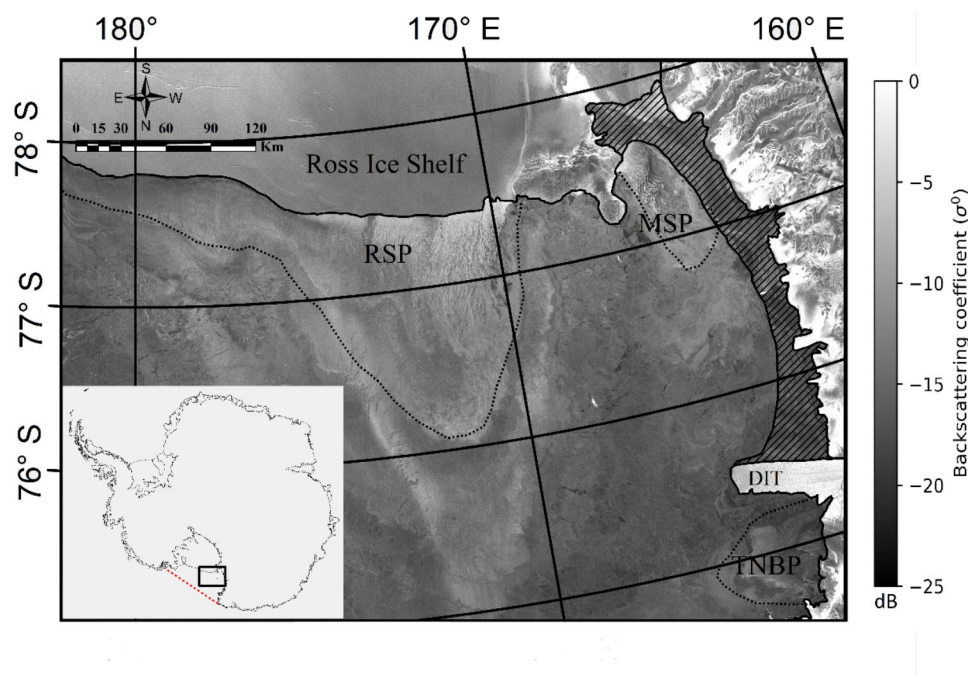 180°
170° E
160° E
S
E W
N
0 15 30 60 90 120
Km
78° S
77° S
76° S
Ross Ice Shelf
RSP
MSP
DIT
TNBP
0
−5
−10
−15
−20
−25
dB
Backscattering coefficient (σ⁰)